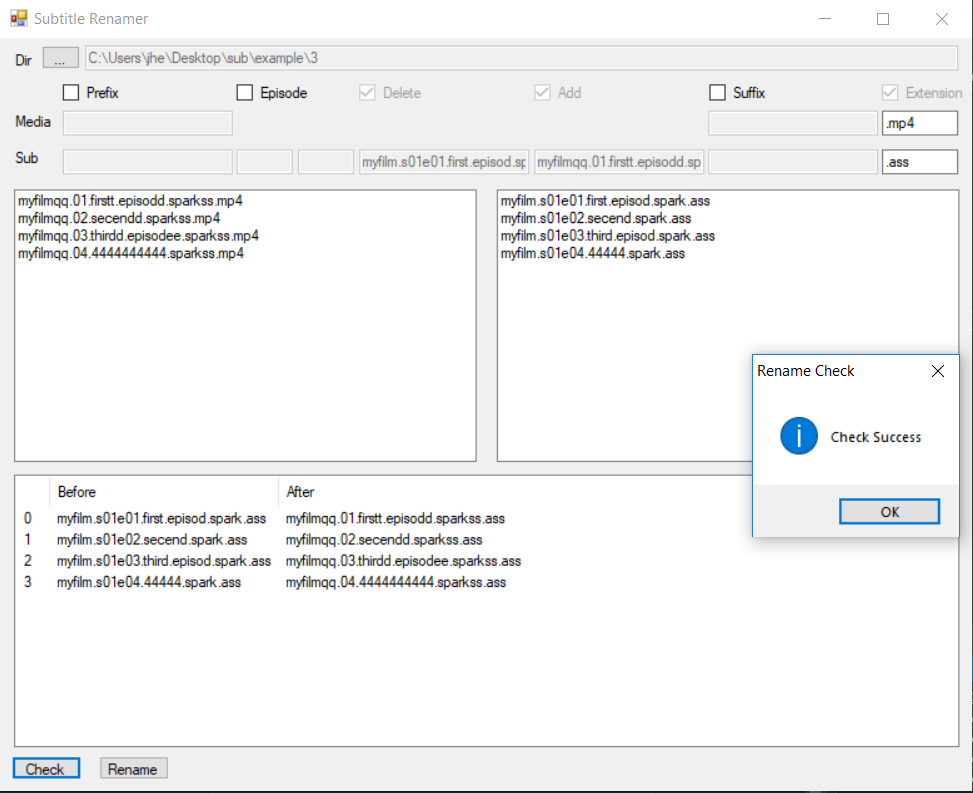 Subtitle Renamer
Dir ... C:\Users\jhe\Desktop\sub\example\3
Prefix Episode Delete Add Suffix Extension
Media .mp4
Sub myfilm.s01e01.first.episod.sp myfilmqq.01.firstt.episodd.sp .ass
myfilmqq.01.firstt.episodd.sparkss.mp4
myfilmqq.02.secendd.sparkss.mp4
myfilmqq.03.thirdd.episodee.sparkss.mp4
myfilmqq.04.4444444444.sparkss.mp4
myfilm.s01e01.first.episod.spark.ass
myfilm.s01e02.secend.spark.ass
myfilm.s01e03.third.episod.spark.ass
myfilm.s01e04.44444.spark.ass
Rename Check
Check Success
OK
Before After
0 myfilm.s01e01.first.episod.spark.ass myfilmqq.01.firstt.episodd.sparkss.ass
1 myfilm.s01e02.secend.spark.ass myfilmqq.02.secendd.sparkss.ass
2 myfilm.s01e03.third.episod.spark.ass myfilmqq.03.thirdd.episodee.sparkss.ass
3 myfilm.s01e04.44444.spark.ass myfilmqq.04.4444444444.sparkss.ass
Check Rename